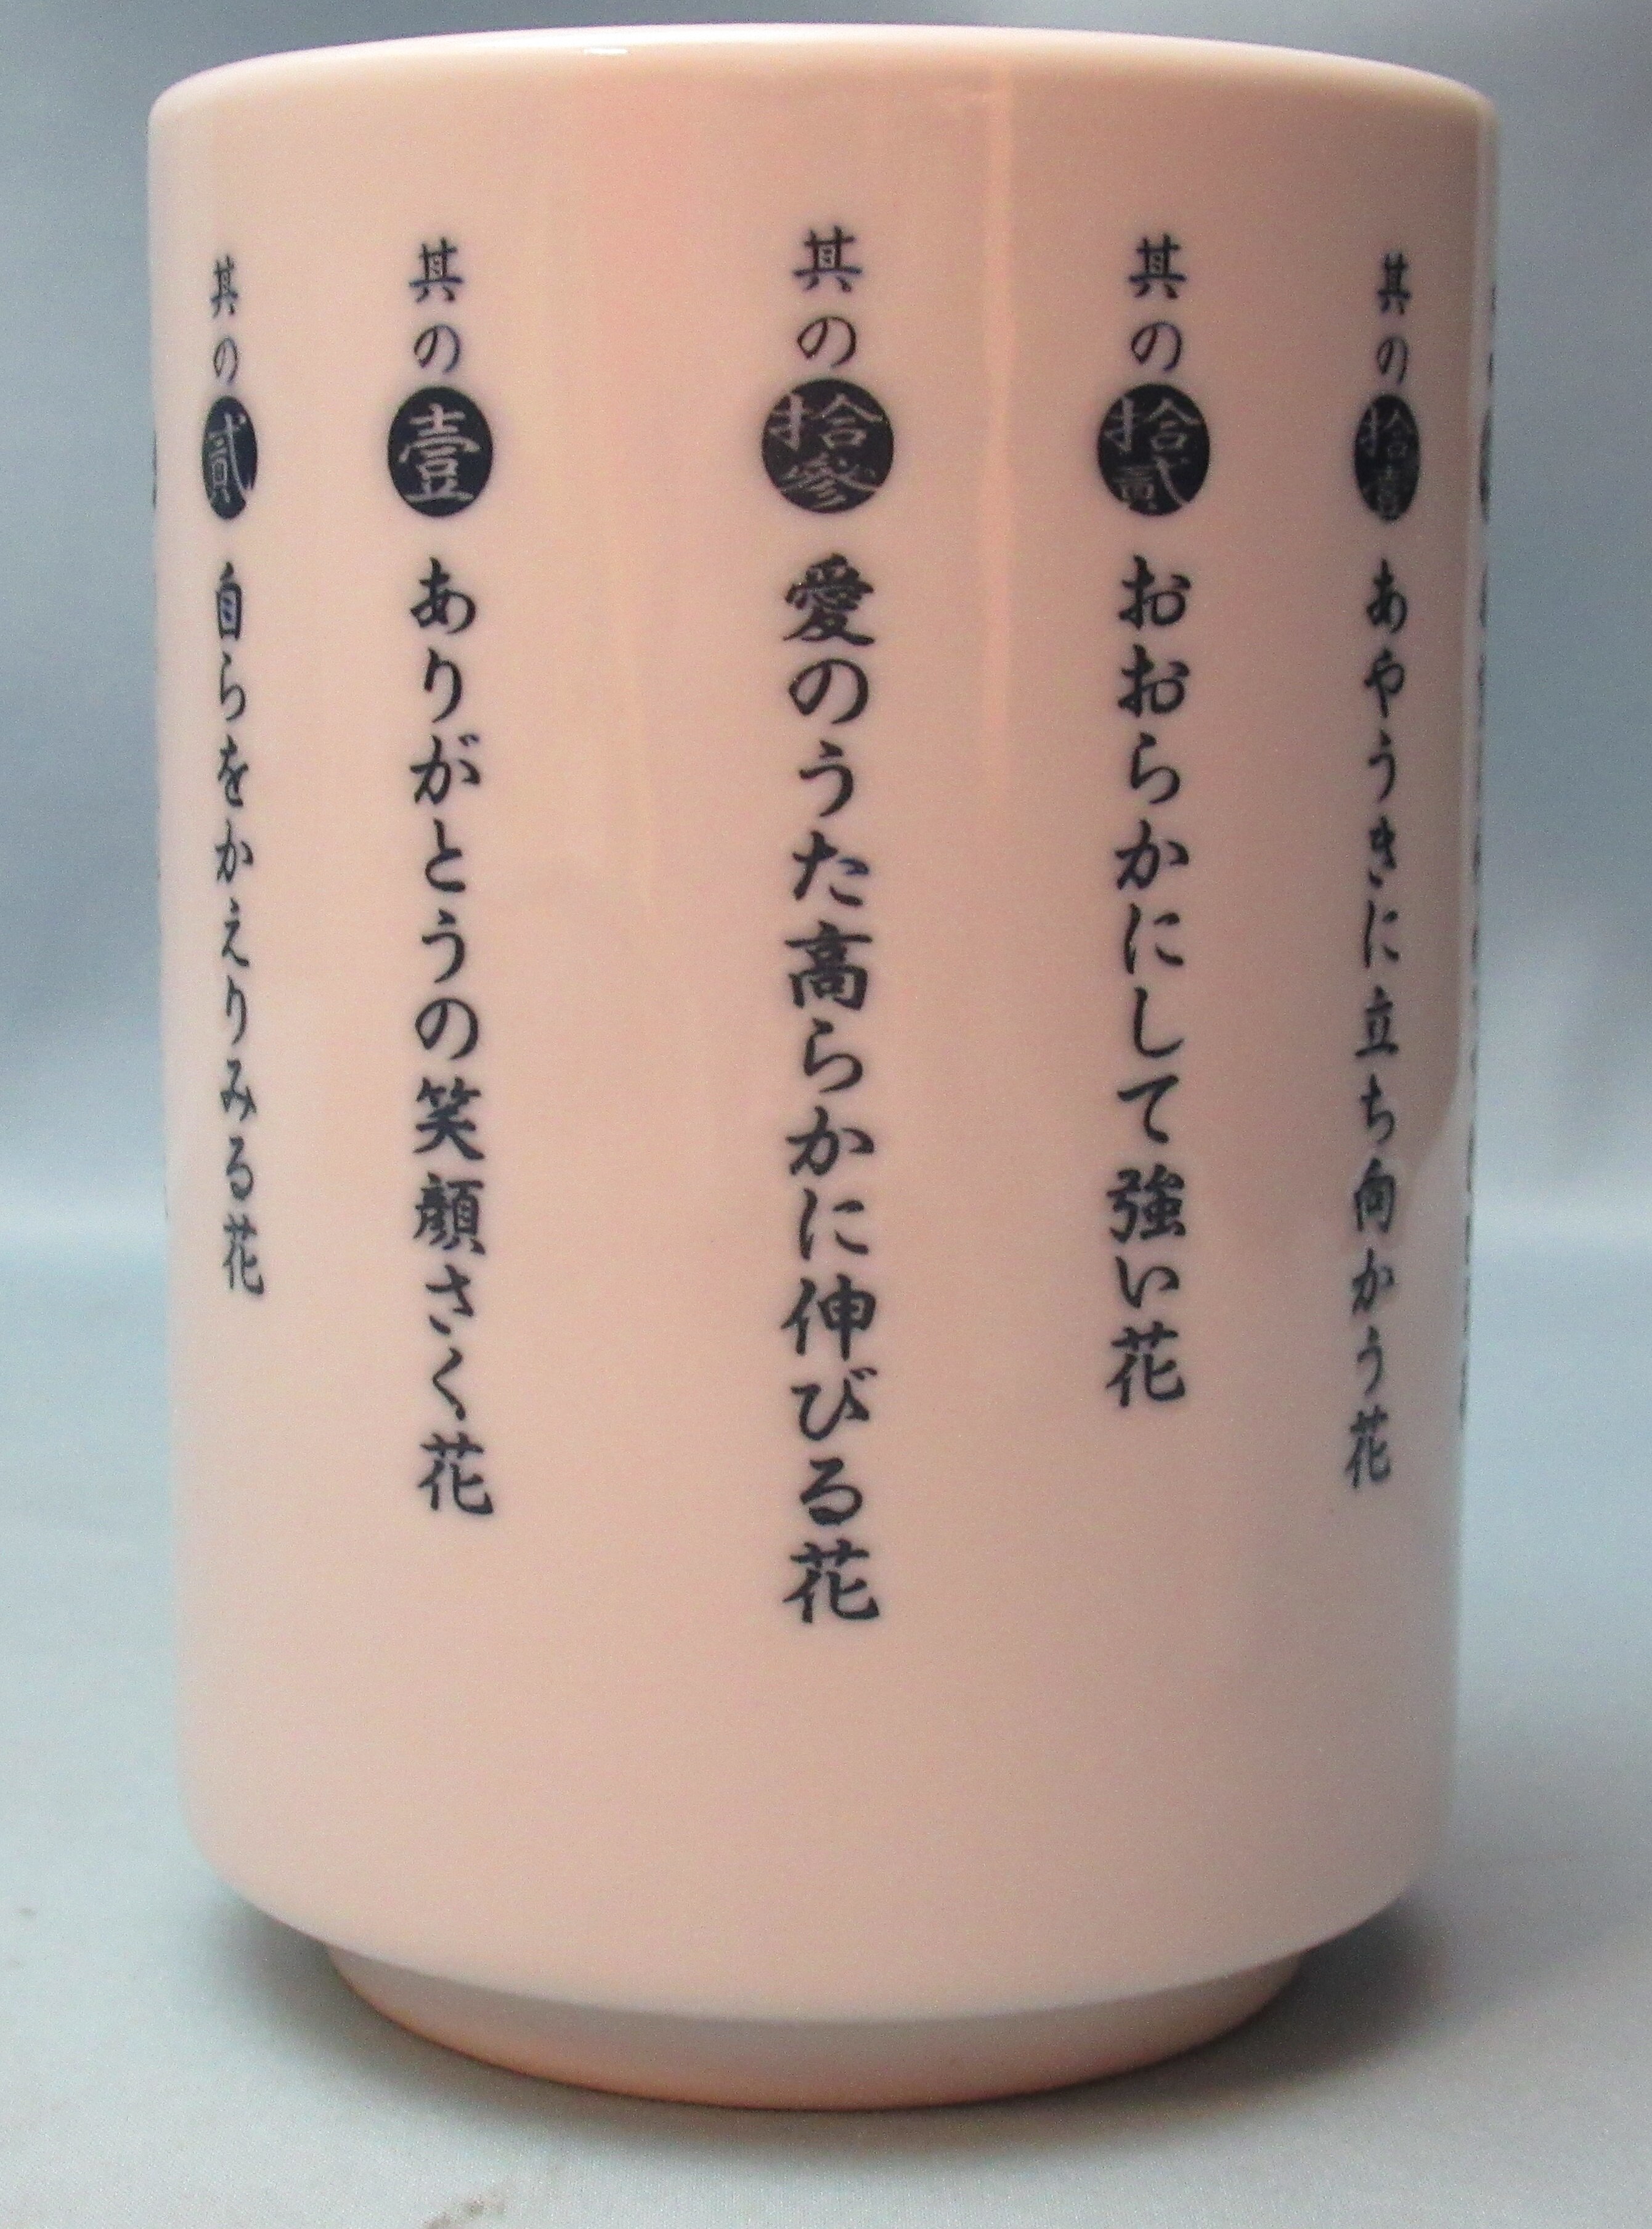 其の拾壹 あやうきに立ち向かう花
其の拾貳 おおらかにして強い花
其の拾參 愛のうた高らかに伸びる花
其の壹 ありがとうの笑顔さく花
其の貳 自らをかえりみる花